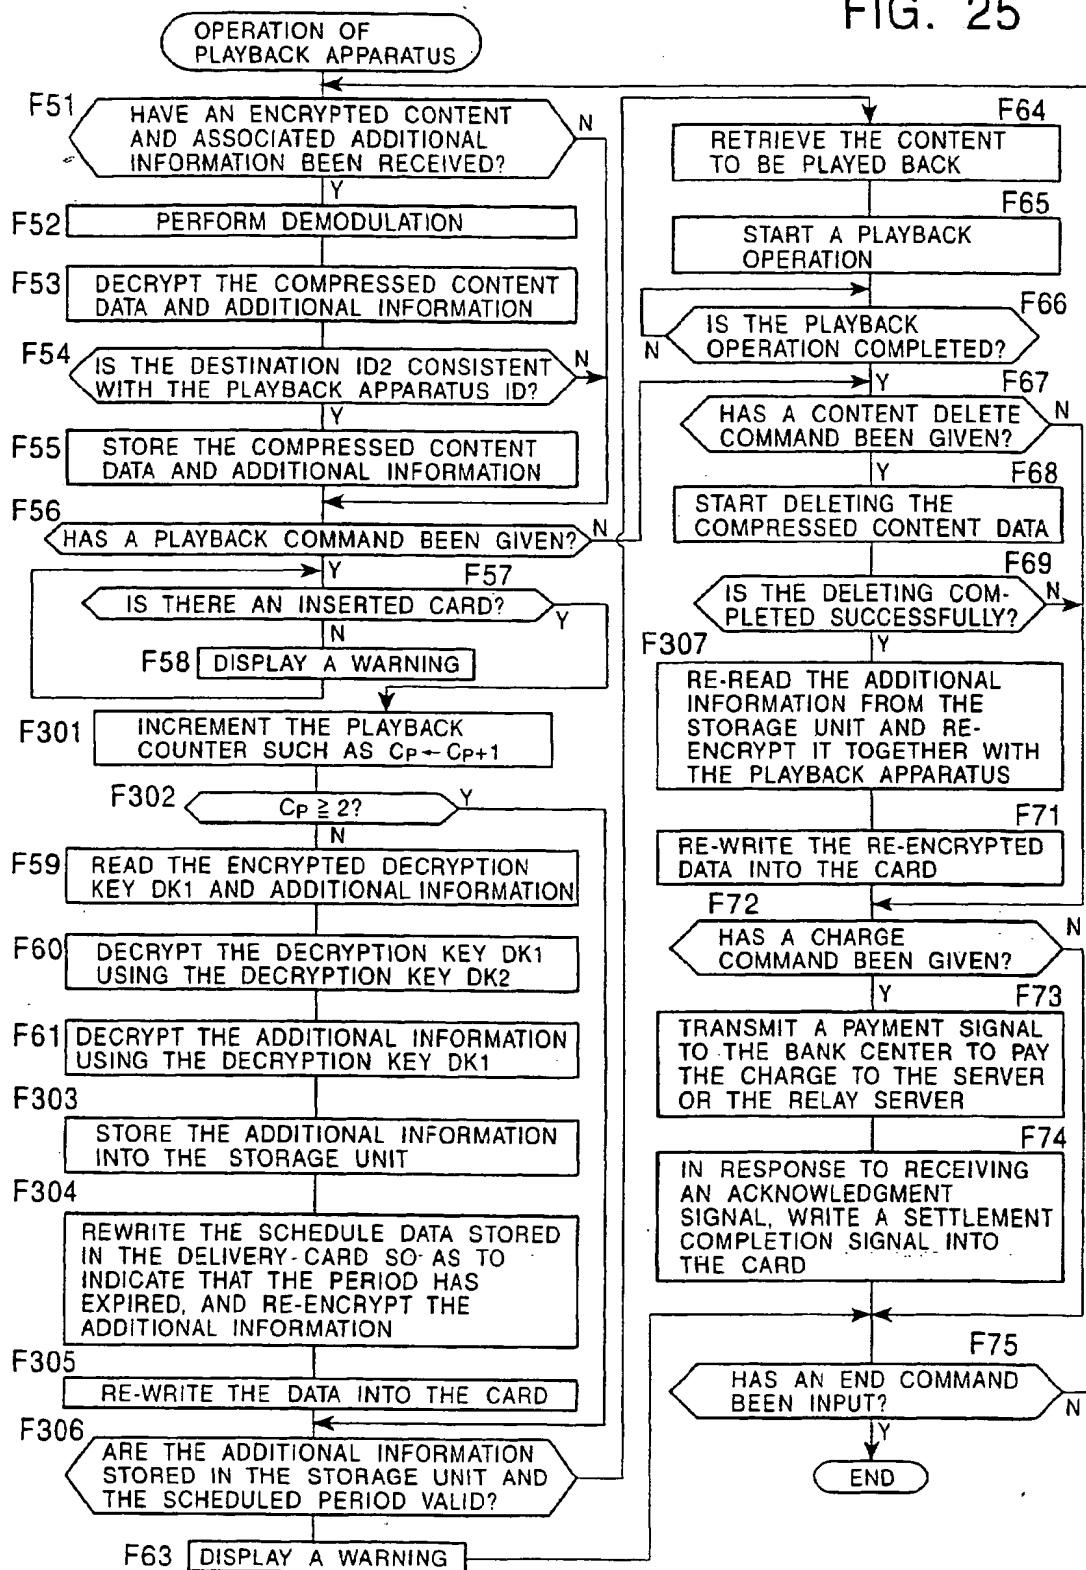 FIG. 25
OPERATION OF
PLAYBACK APPARATUS
F51
HAVE AN ENCRYPTED CONTENT
AND ASSOCIATED ADDITIONAL
INFORMATION BEEN RECEIVED?
N
Y
F52
PERFORM DEMODULATION
F53
DECRYPT THE COMPRESSED CONTENT
DATA AND ADDITIONAL INFORMATION
F54
IS THE DESTINATION ID2 CONSISTENT
WITH THE PLAYBACK APPARATUS ID?
N
Y
F55
STORE THE COMPRESSED CONTENT
DATA AND ADDITIONAL INFORMATION
F56
HAS A PLAYBACK COMMAND BEEN GIVEN?
N
Y
F57
IS THERE AN INSERTED CARD?
Y
N
F58
DISPLAY A WARNING
F301
INCREMENT THE PLAYBACK
COUNTER SUCH AS CP←CP+1
F302
CP ≧ 2?
Y
N
F59
READ THE ENCRYPTED DECRYPTION
KEY DK1 AND ADDITIONAL INFORMATION
F60
DECRYPT THE DECRYPTION KEY DK1
USING THE DECRYPTION KEY DK2
F61
DECRYPT THE ADDITIONAL INFORMATION
USING THE DECRYPTION KEY DK1
F303
STORE THE ADDITIONAL INFORMATION
INTO THE STORAGE UNIT
F304
REWRITE THE SCHEDULE DATA STORED
IN THE DELIVERY-CARD SO AS TO
INDICATE THAT THE PERIOD HAS
EXPIRED, AND RE-ENCRYPT THE
ADDITIONAL INFORMATION
F305
RE-WRITE THE DATA INTO THE CARD
F306
ARE THE ADDITIONAL INFORMATION
STORED IN THE STORAGE UNIT AND
THE SCHEDULED PERIOD VALID?
F63
DISPLAY A WARNING
F64
RETRIEVE THE CONTENT
TO BE PLAYED BACK
F65
START A PLAYBACK
OPERATION
F66
IS THE PLAYBACK
OPERATION COMPLETED?
N
Y
F67
HAS A CONTENT DELETE
COMMAND BEEN GIVEN?
N
Y
F68
START DELETING THE
COMPRESSED CONTENT DATA
F69
IS THE DELETING COM-
PLETED SUCCESSFULLY?
N
Y
F307
RE-READ THE ADDITIONAL
INFORMATION FROM THE
STORAGE UNIT AND RE-
ENCRYPT IT TOGETHER WITH
THE PLAYBACK APPARATUS
F71
RE-WRITE THE RE-ENCRYPTED
DATA INTO THE CARD
F72
HAS A CHARGE
COMMAND BEEN GIVEN?
N
Y
F73
TRANSMIT A PAYMENT SIGNAL
TO THE BANK CENTER TO PAY
THE CHARGE TO THE SERVER
OR THE RELAY SERVER
F74
IN RESPONSE TO RECEIVING
AN ACKNOWLEDGMENT
SIGNAL, WRITE A SETTLEMENT
COMPLETION SIGNAL INTO
THE CARD
F75
HAS AN END COMMAND
BEEN INPUT?
N
Y
END